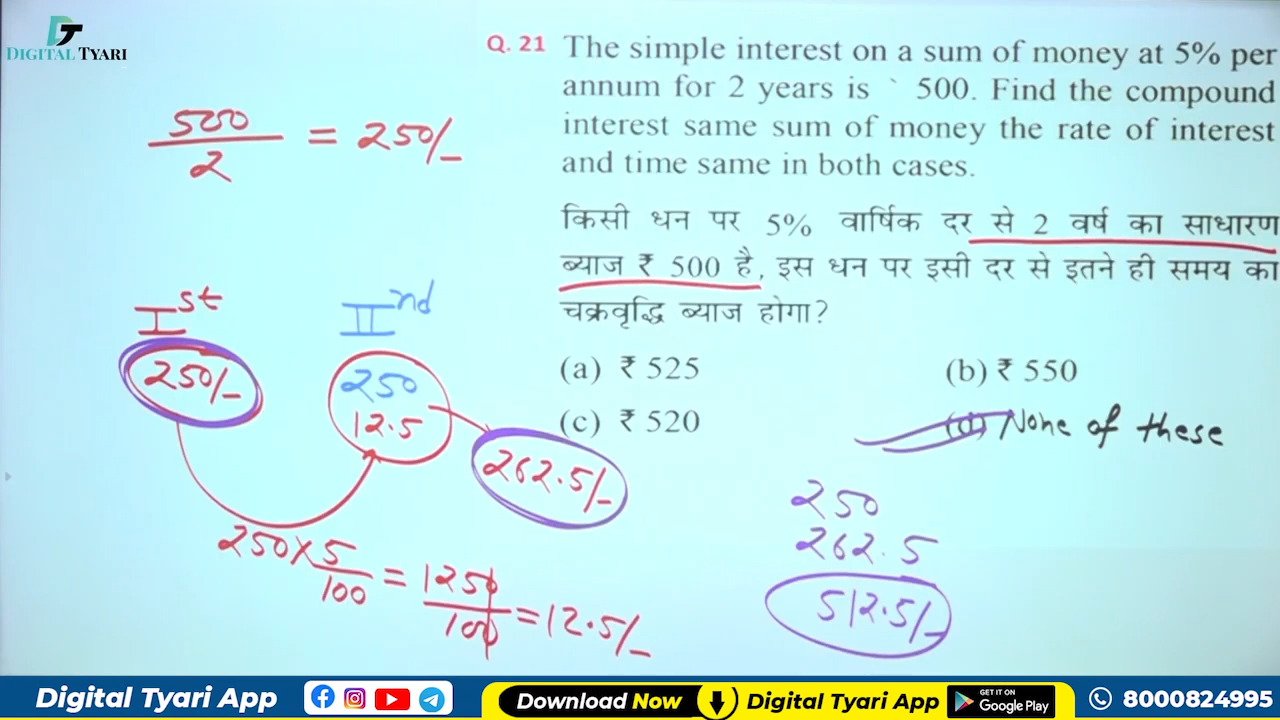 DIGITAL TYARI
Q. 21 The simple interest on a sum of money at 5% per
annum for 2 years is ` 500. Find the compound
interest same sum of money the rate of interest
and time same in both cases.
किसी धन पर 5% वार्षिक दर से 2 वर्ष का साधारण
ब्याज ₹ 500 है, इस धन पर इसी दर से इतने ही समय का
चक्रवृद्धि ब्याज होगा?
(a) ₹ 525 (b) ₹ 550
(c) ₹ 520 (d) None of these
500/2 = 250/-
Ist IInd
250/- 250
12.5
262.5/-
250×5/100 = 1250/100 = 12.5/-
250
262.5
512.5/-
Digital Tyari App Download Now Digital Tyari App GET IT ON Google Play 8000824995